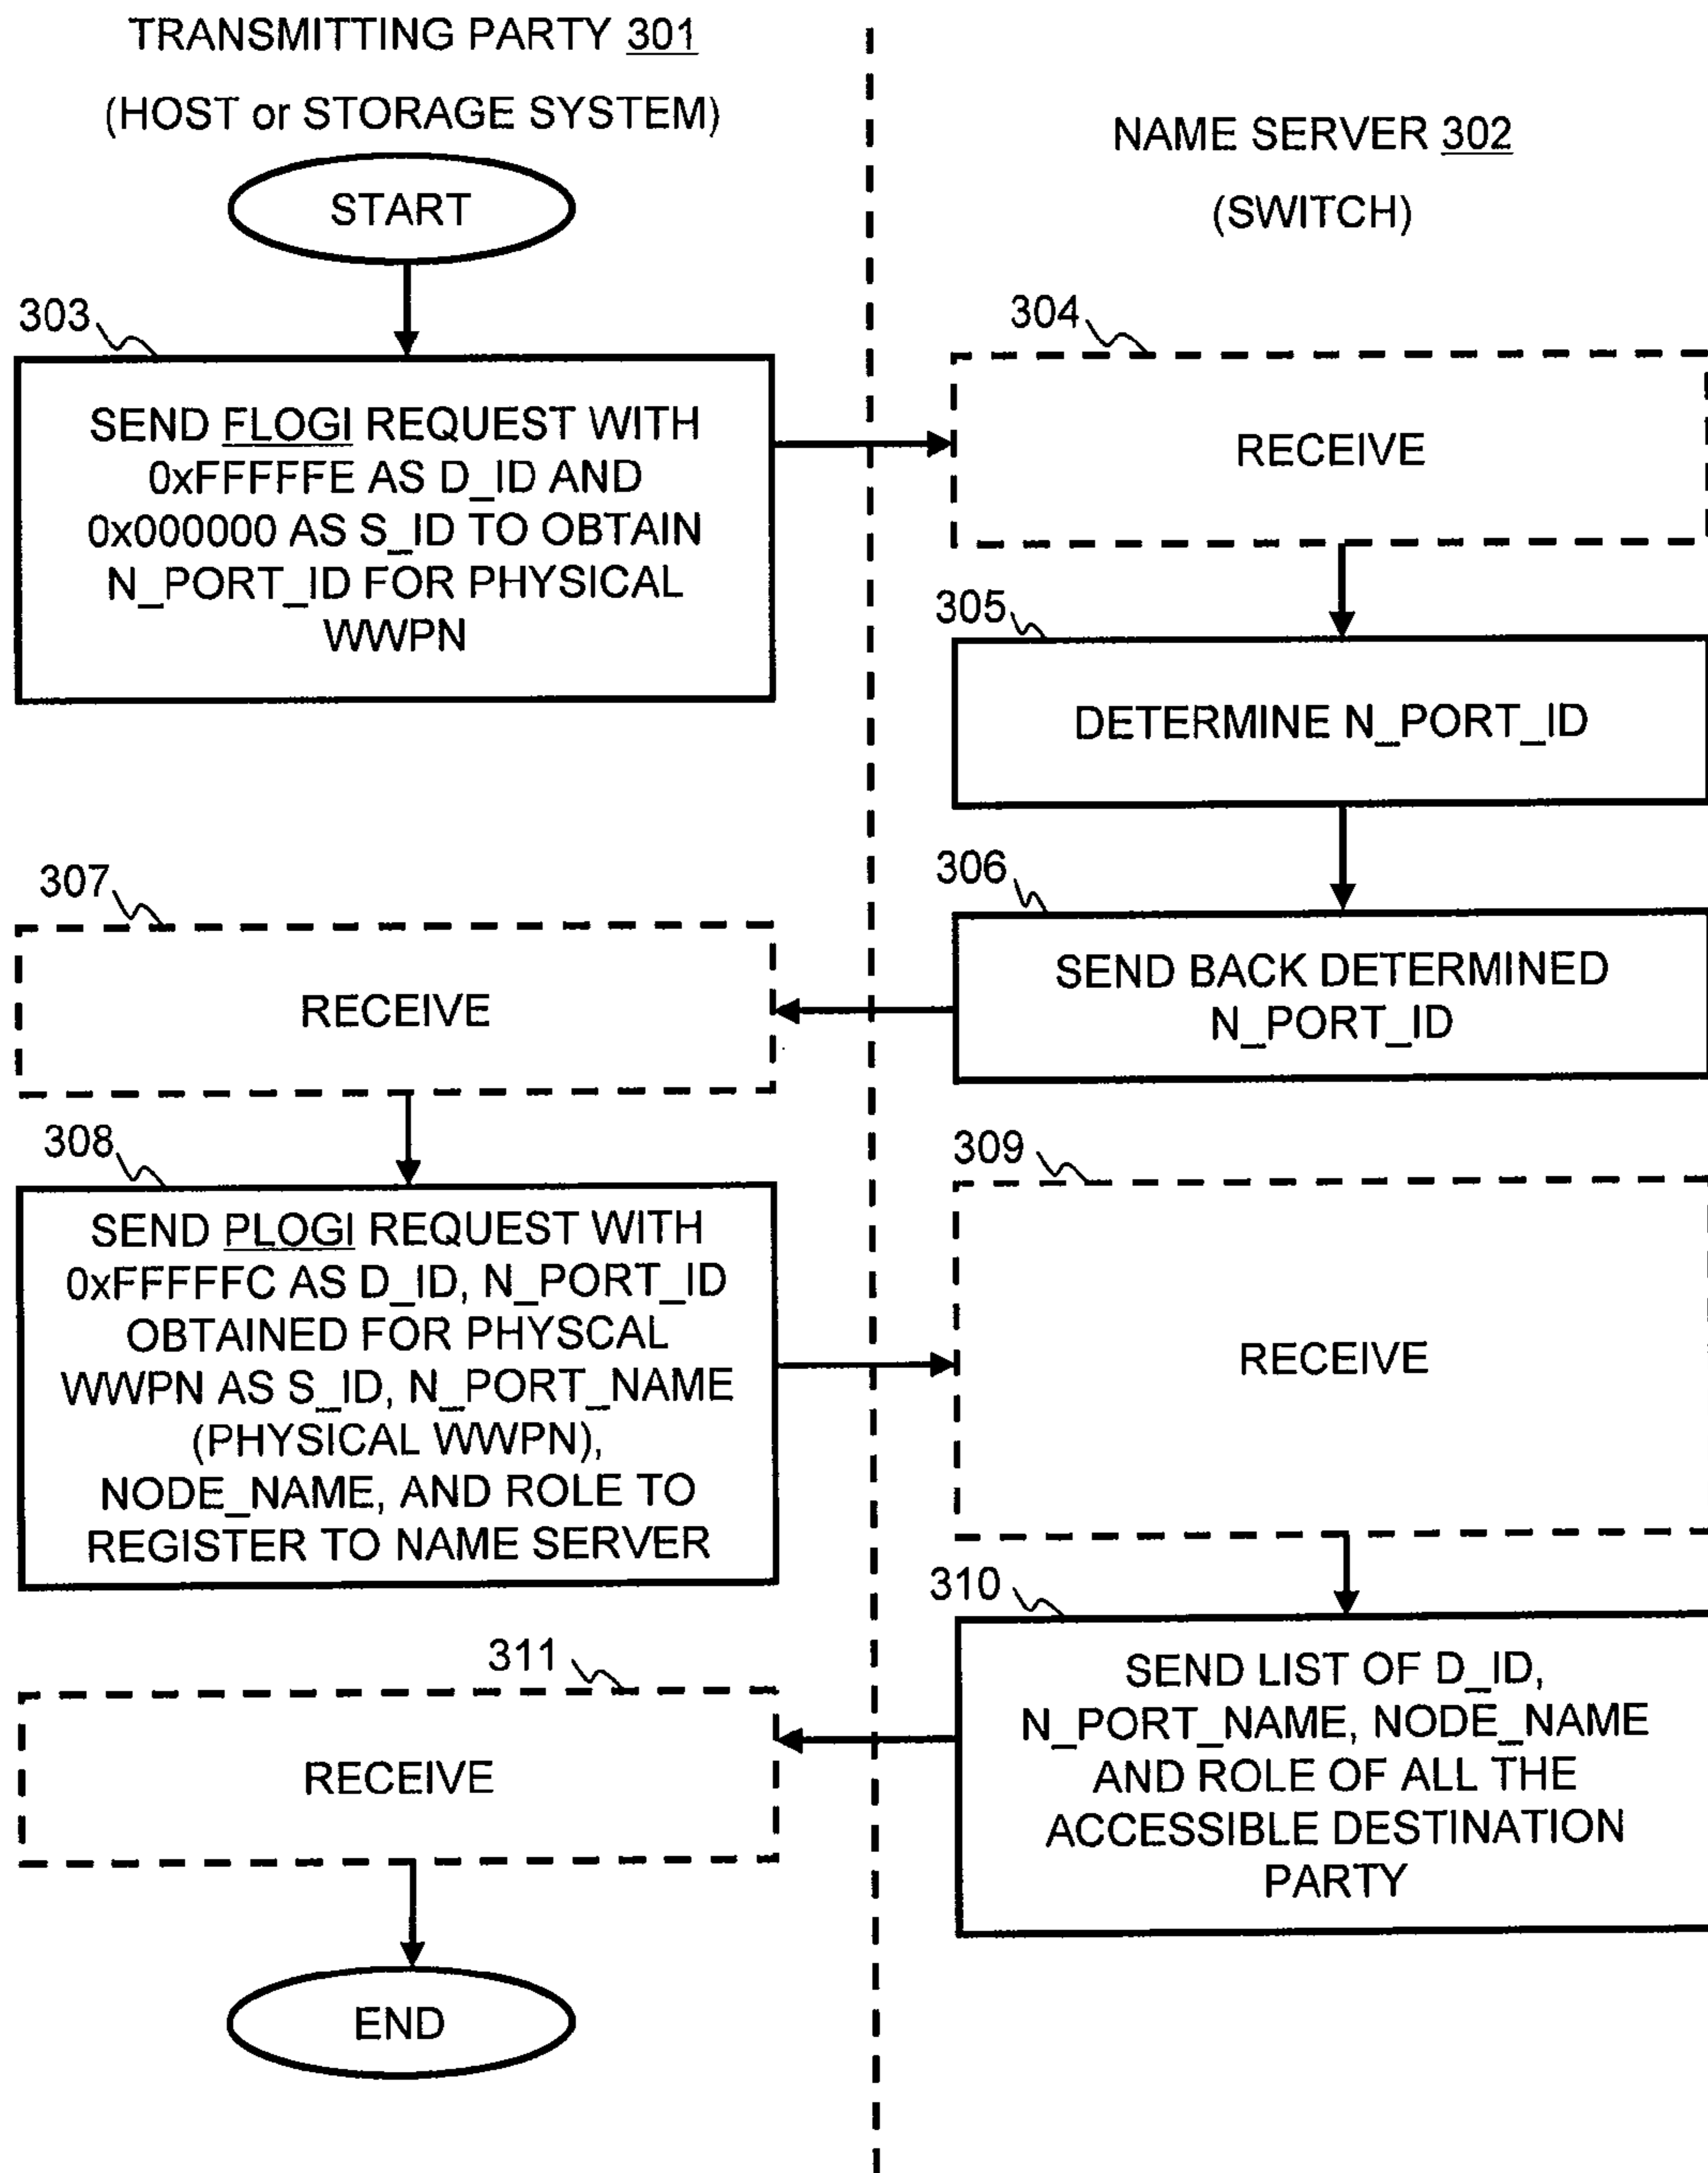 TRANSMITTING PARTY 301
(HOST or STORAGE SYSTEM)
NAME SERVER 302
(SWITCH)
START
303
SEND FLOGI REQUEST WITH
0xFFFFFE AS D_ID AND
0x000000 AS S_ID TO OBTAIN
N_PORT_ID FOR PHYSICAL
WWPN
304
RECEIVE
305
DETERMINE N_PORT_ID
306
SEND BACK DETERMINED
N_PORT_ID
307
RECEIVE
308
SEND PLOGI REQUEST WITH
0xFFFFFC AS D_ID, N_PORT_ID
OBTAINED FOR PHYSCAL
WWPN AS S_ID, N_PORT_NAME
(PHYSICAL WWPN),
NODE_NAME, AND ROLE TO
REGISTER TO NAME SERVER
309
RECEIVE
310
SEND LIST OF D_ID,
N_PORT_NAME, NODE_NAME
AND ROLE OF ALL THE
ACCESSIBLE DESTINATION
PARTY
311
RECEIVE
END